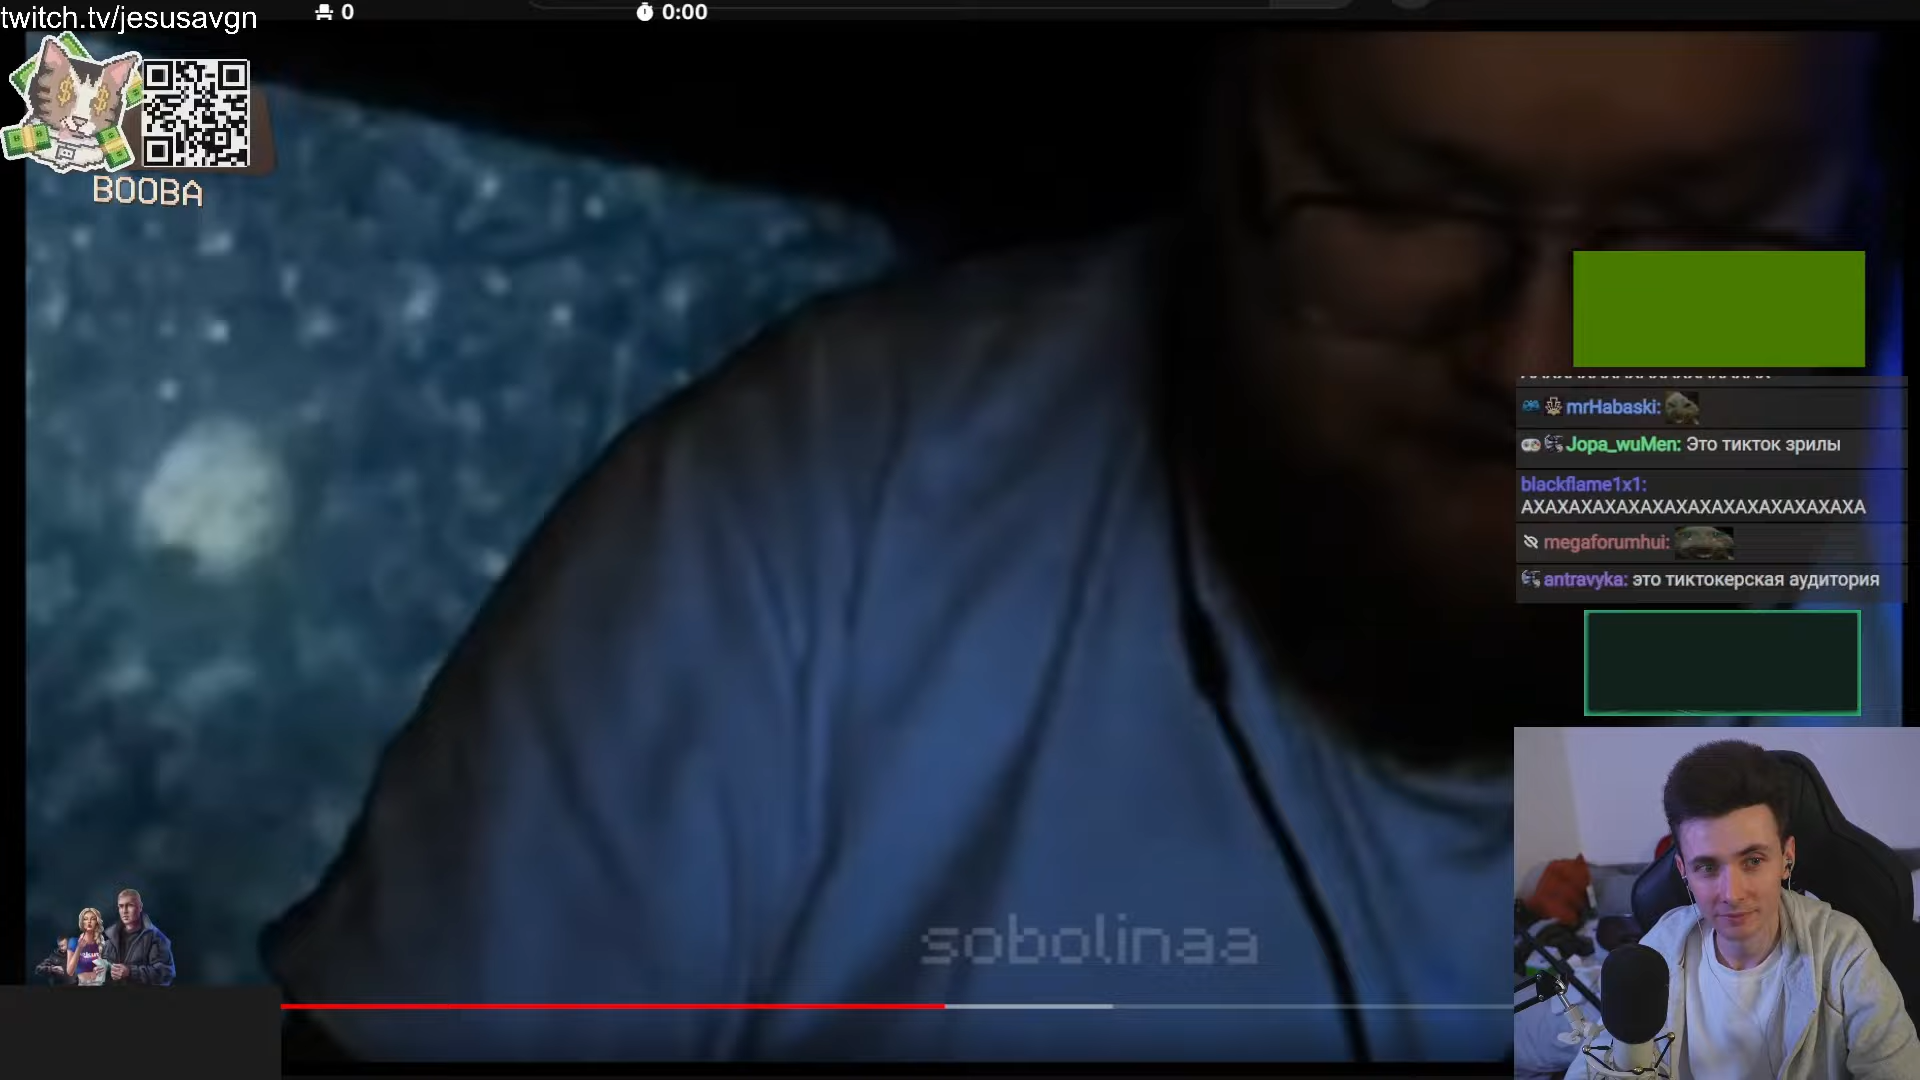 twitch.tv/jesusavgn
0
0:00
BOOBA
mrHabaski:
Jopa_wuMen: Это тикток зрилы
blackflame1x1:
АХАХАХАХАХАХАХАХАХАХАХАХАХАХА
megaforumhui:
antravyka: это тиктокерская аудитория
sobolinaa